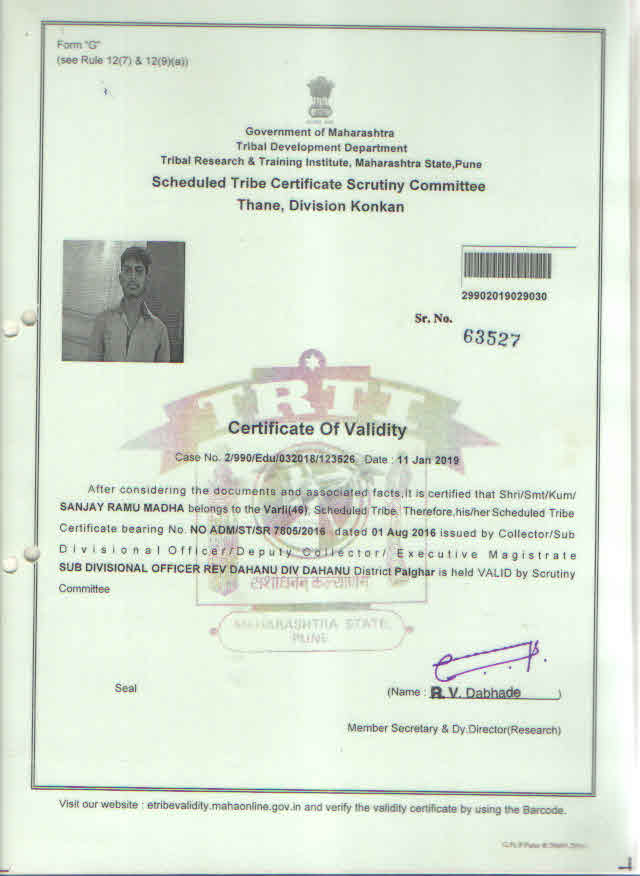 Form "G"
(see Rule 12(7) & 12(9)(a))
Government of Maharashtra
Tribal Development Department
Tribal Research & Training Institute, Maharashtra State,Pune
Scheduled Tribe Certificate Scrutiny Committee
Thane, Division Konkan
29902019029030
Sr. No.
63527
TRTI
Certificate Of Validity
Case No. 2/990/Edu/032018/123526 Date : 11 Jan 2019
After considering the documents and associated facts,it is certified that Shri/Smt/Kum/
SANJAY RAMU MADHA belongs to the Varli(46), Scheduled Tribe. Therefore,his/her Scheduled Tribe
Certificate bearing No. NO ADM/ST/SR 7805/2016 dated 01 Aug 2016 issued by Collector/Sub
Divisional Officer/Deputy Collector/ Executive Magistrate
SUB DIVISIONAL OFFICER REV DAHANU DIV DAHANU District Palghar is held VALID by Scrutiny
Committee
MAHARASHTRA STATE
PUNE
Seal
(Name : R. V. Dabhade )
Member Secretary & Dy.Director(Research)
Visit our website : etribevalidity.mahaonline.gov.in and verify the validity certificate by using the Barcode.